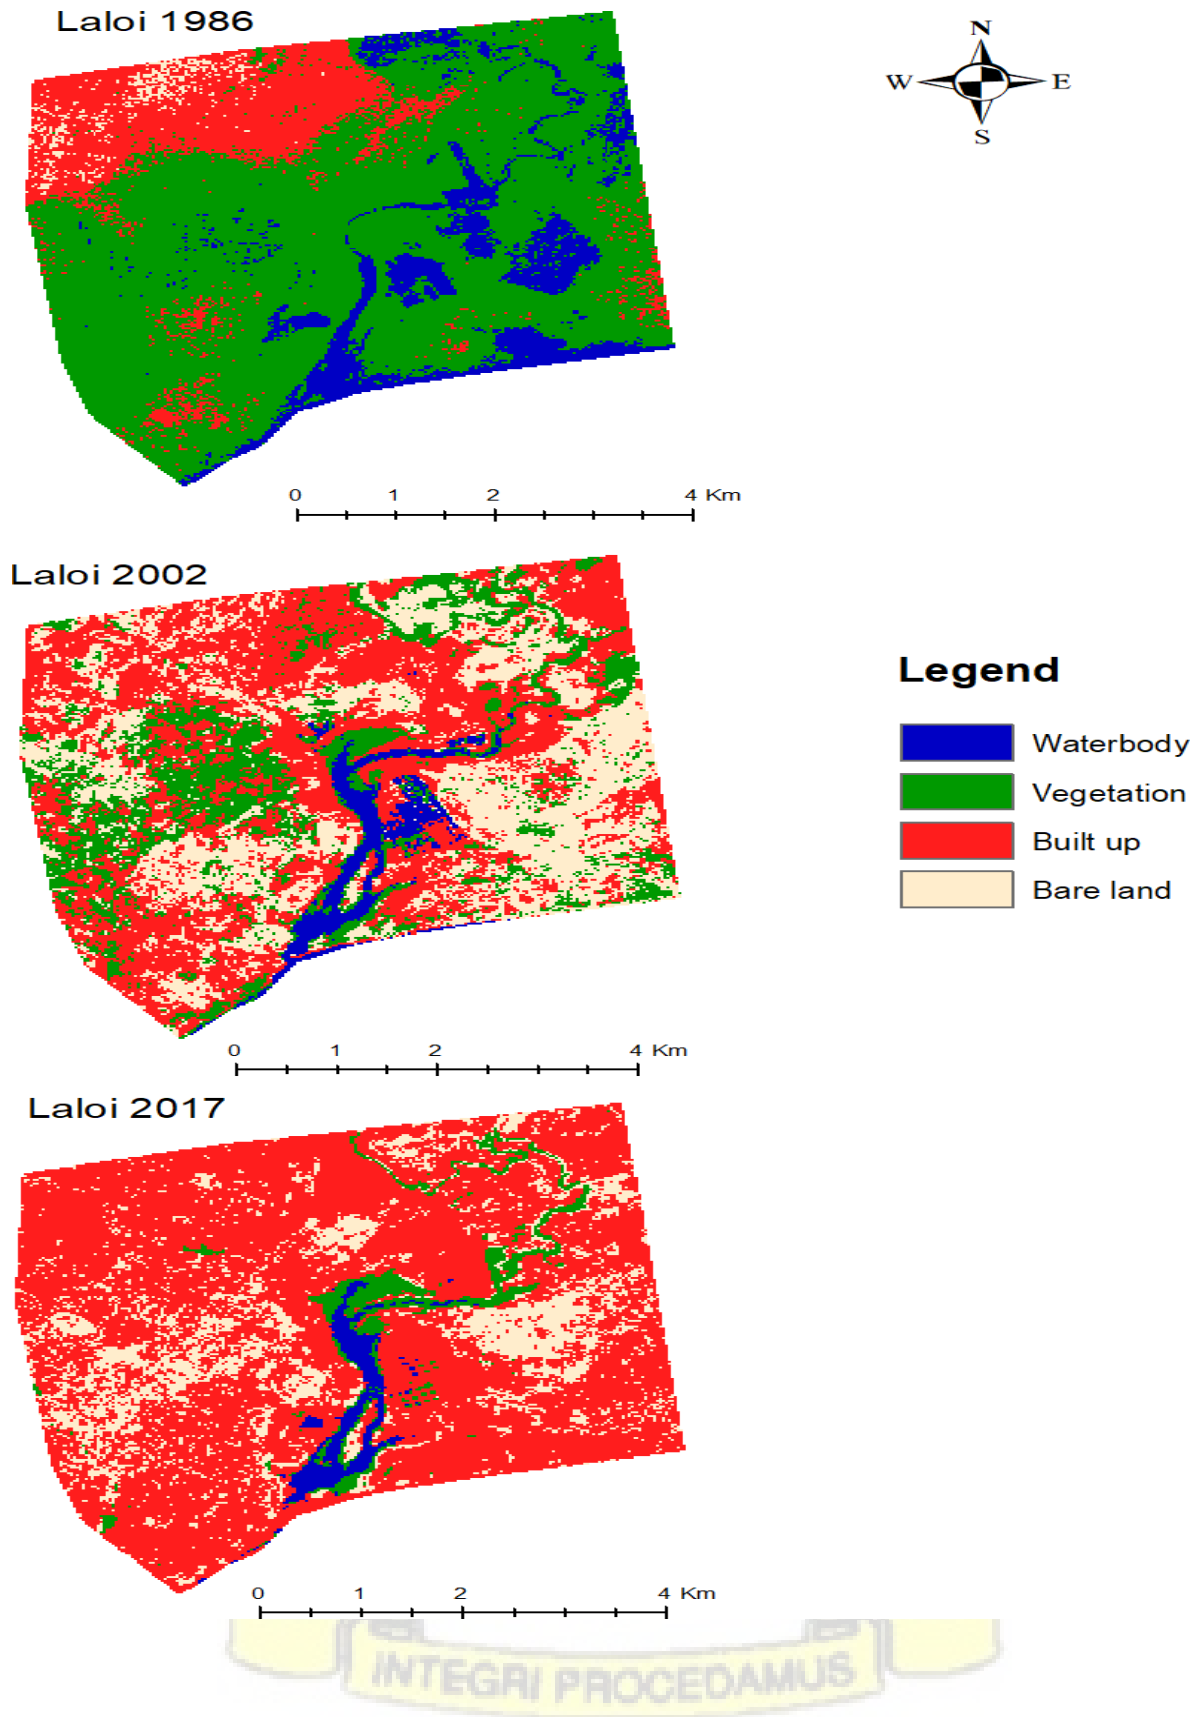 Laloi 1986
N
W E
S
0 1 2 4 Km
Laloi 2002
Legend
Waterbody
Vegetation
Built up
Bare land
0 1 2 4 Km
Laloi 2017
0 1 2 4 Km
INTEGRI PROCEDAMUS